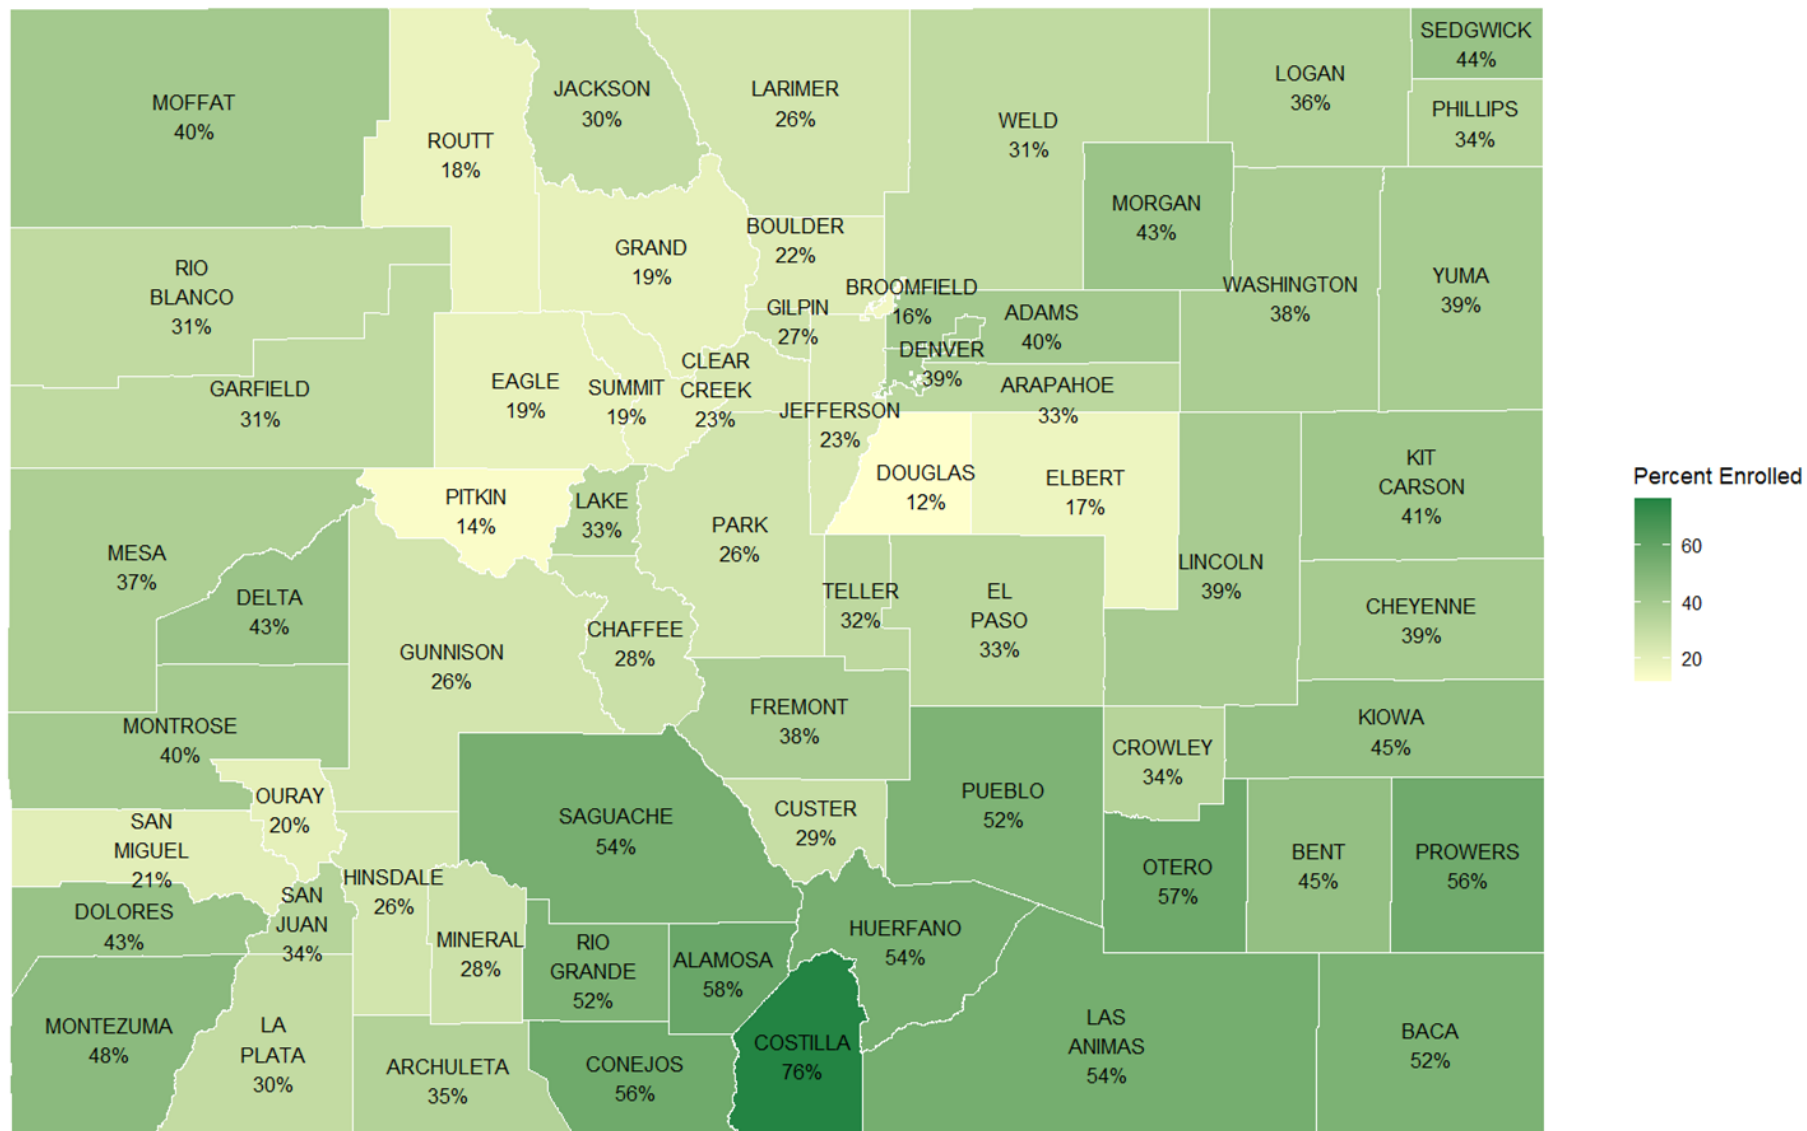 MOFFAT
40%
ROUTT
18%
JACKSON
30%
LARIMER
26%
WELD
31%
LOGAN
36%
SEDGWICK
44%
PHILLIPS
34%
MORGAN
43%
WASHINGTON
38%
YUMA
39%
RIO
BLANCO
31%
GRAND
19%
BOULDER
22%
BROOMFIELD
16%
GILPIN
27%
ADAMS
40%
DENVER
39%
ARAPAHOE
33%
GARFIELD
31%
EAGLE
19%
SUMMIT
19%
CLEAR
CREEK
23%
JEFFERSON
23%
DOUGLAS
12%
ELBERT
17%
KIT
CARSON
41%
PITKIN
14%
LAKE
33%
PARK
26%
MESA
37%
DELTA
43%
GUNNISON
26%
CHAFFEE
28%
TELLER
32%
EL
PASO
33%
LINCOLN
39%
CHEYENNE
39%
MONTROSE
40%
FREMONT
38%
CROWLEY
34%
KIOWA
45%
OURAY
20%
SAN
MIGUEL
21%
SAGUACHE
54%
CUSTER
29%
PUEBLO
52%
OTERO
57%
BENT
45%
PROWERS
56%
DOLORES
43%
SAN
JUAN
34%
HINSDALE
26%
MINERAL
28%
RIO
GRANDE
52%
ALAMOSA
58%
HUERFANO
54%
MONTEZUMA
48%
LA
PLATA
30%
ARCHULETA
35%
CONEJOS
56%
COSTILLA
76%
LAS
ANIMAS
54%
BACA
52%
Percent Enrolled
60
40
20